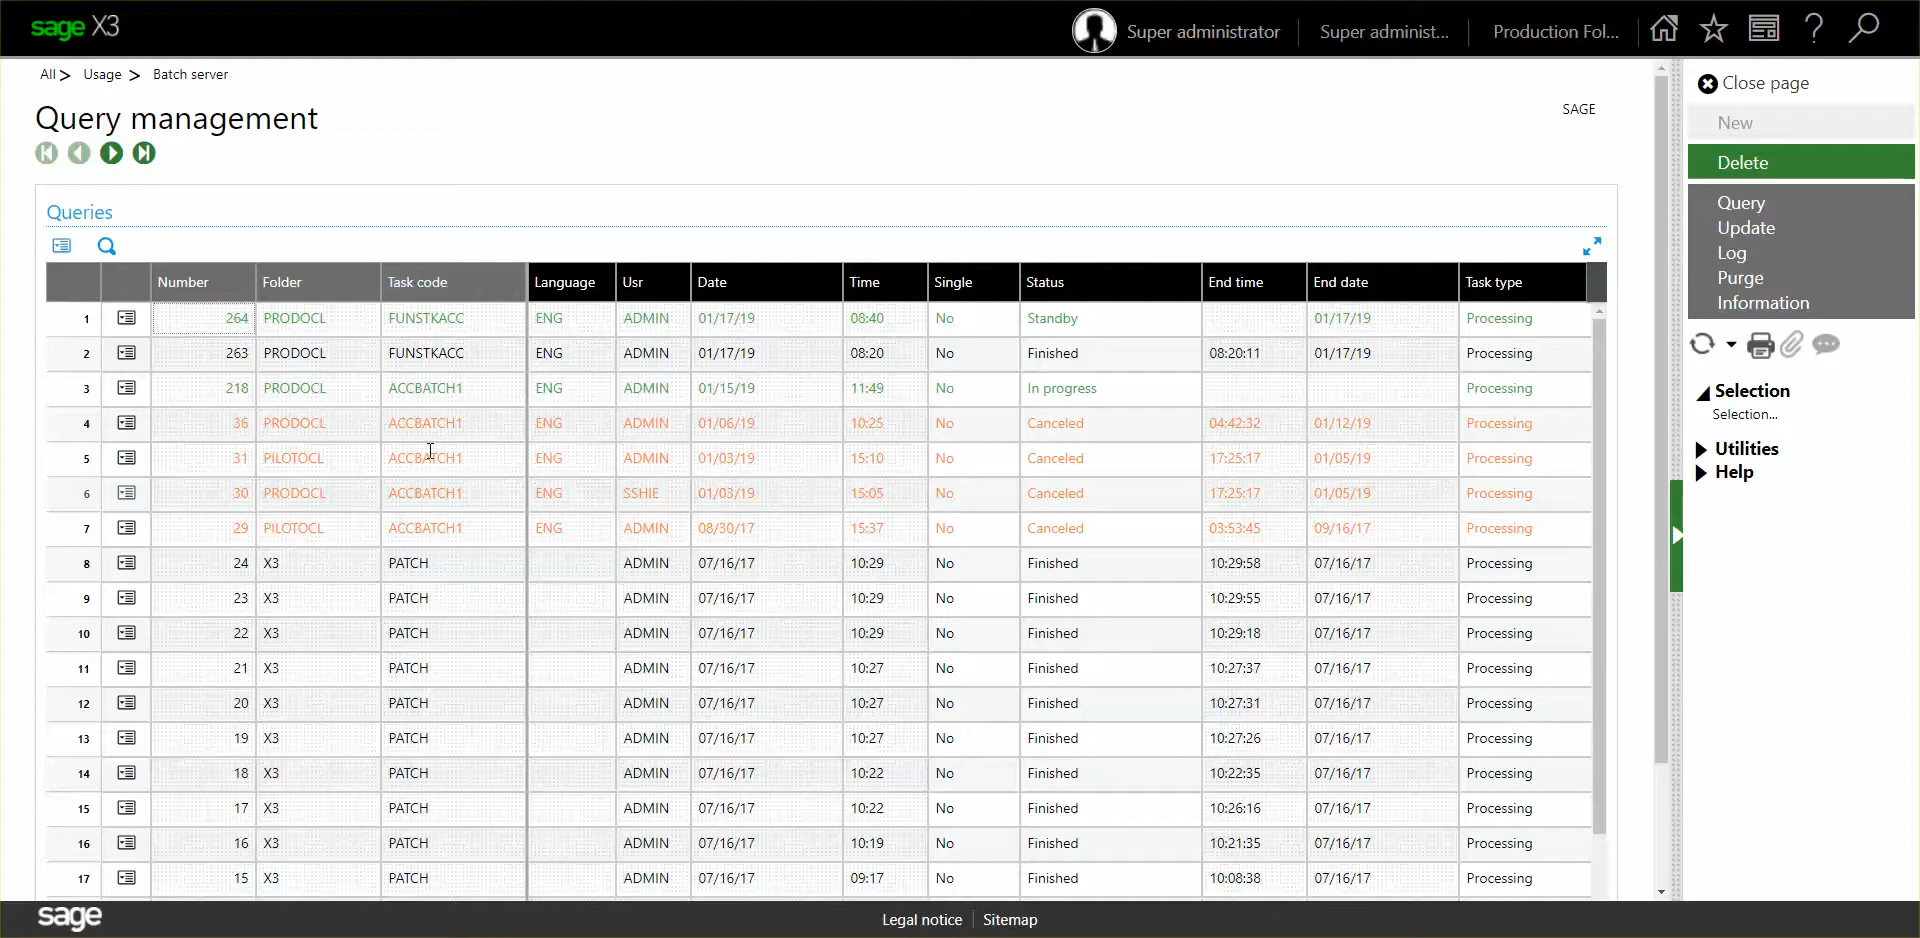 sage X3
Super administrator Super administ... Production Fol...
All > Usage > Batch server
Query management
SAGE
Queries
Number Folder Task code Language Usr Date Time Single Status End time End date Task type
1 264 PRODOCL FUNSTKACC ENG ADMIN 01/17/19 08:40 No Standby 01/17/19 Processing
2 263 PRODOCL FUNSTKACC ENG ADMIN 01/17/19 08:20 No Finished 08:20:11 01/17/19 Processing
3 218 PRODOCL ACCBATCH1 ENG ADMIN 01/15/19 11:49 No In progress Processing
4 36 PRODOCL ACCBATCH1 ENG ADMIN 01/06/19 10:25 No Canceled 04:42:32 01/12/19 Processing
5 31 PILOTOCL ACCBATCH1 ENG ADMIN 01/03/19 15:10 No Canceled 17:25:17 01/05/19 Processing
6 30 PRODOCL ACCBATCH1 ENG SSHIE 01/03/19 15:05 No Canceled 17:25:17 01/05/19 Processing
7 29 PILOTOCL ACCBATCH1 ENG ADMIN 08/30/17 15:37 No Canceled 03:53:45 09/16/17 Processing
8 24 X3 PATCH ADMIN 07/16/17 10:29 No Finished 10:29:58 07/16/17 Processing
9 23 X3 PATCH ADMIN 07/16/17 10:29 No Finished 10:29:55 07/16/17 Processing
10 22 X3 PATCH ADMIN 07/16/17 10:29 No Finished 10:29:18 07/16/17 Processing
11 21 X3 PATCH ADMIN 07/16/17 10:27 No Finished 10:27:37 07/16/17 Processing
12 20 X3 PATCH ADMIN 07/16/17 10:27 No Finished 10:27:31 07/16/17 Processing
13 19 X3 PATCH ADMIN 07/16/17 10:27 No Finished 10:27:26 07/16/17 Processing
14 18 X3 PATCH ADMIN 07/16/17 10:22 No Finished 10:22:35 07/16/17 Processing
15 17 X3 PATCH ADMIN 07/16/17 10:22 No Finished 10:26:16 07/16/17 Processing
16 16 X3 PATCH ADMIN 07/16/17 10:19 No Finished 10:21:35 07/16/17 Processing
17 15 X3 PATCH ADMIN 07/16/17 09:17 No Finished 10:08:38 07/16/17 Processing
Close page
New
Delete
Query
Update
Log
Purge
Information
Selection
Selection...
Utilities
Help
sage
Legal notice Sitemap